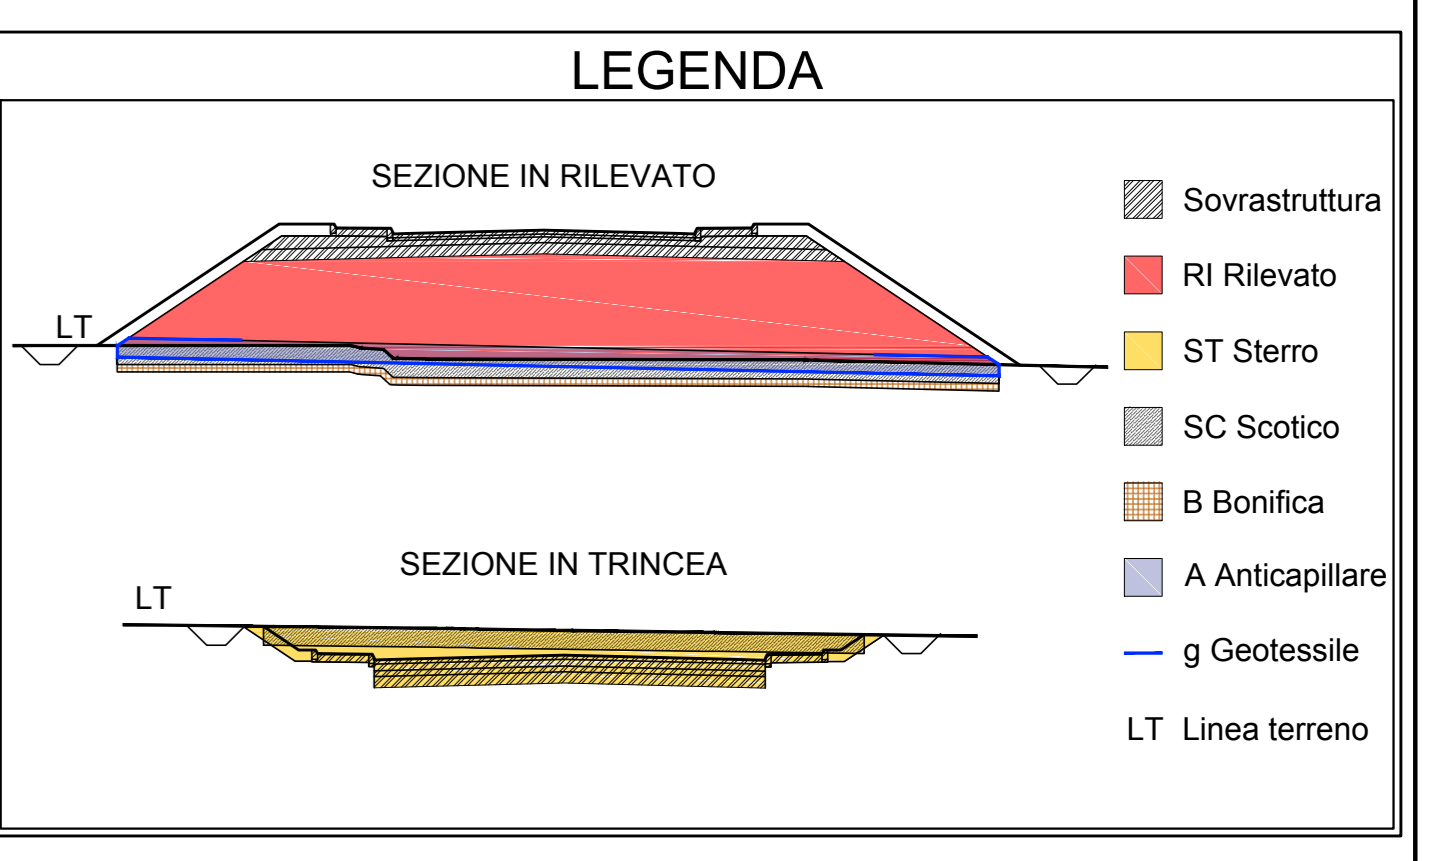 LEGENDA
SEZIONE IN RILEVATO
LT
SEZIONE IN TRINCEA
LT
Sovrastruttura
RI Rilevato
ST Sterro
SC Scotico
B Bonifica
A Anticapillare
g Geotessile
LT Linea terreno